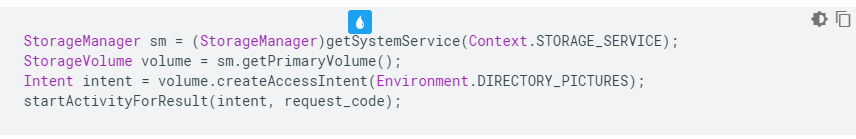 StorageManager sm = (StorageManager)getSystemService(Context.STORAGE_SERVICE);
StorageVolume volume = sm.getPrimaryVolume();
Intent intent = volume.createAccessIntent(Environment.DIRECTORY_PICTURES);
startActivityForResult(intent, request_code);